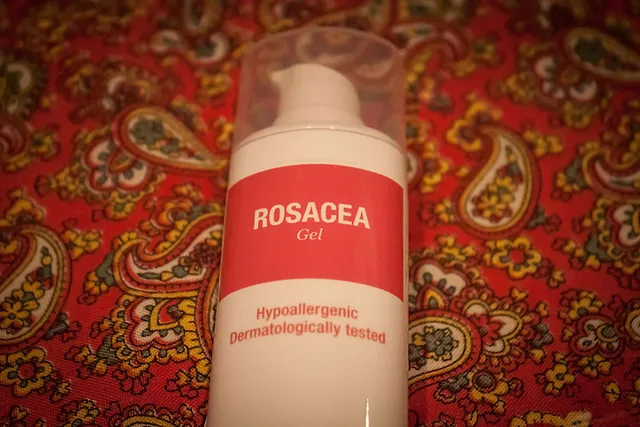 ROSACEA
Gel
Hypoallergenic
Dermatologically tested